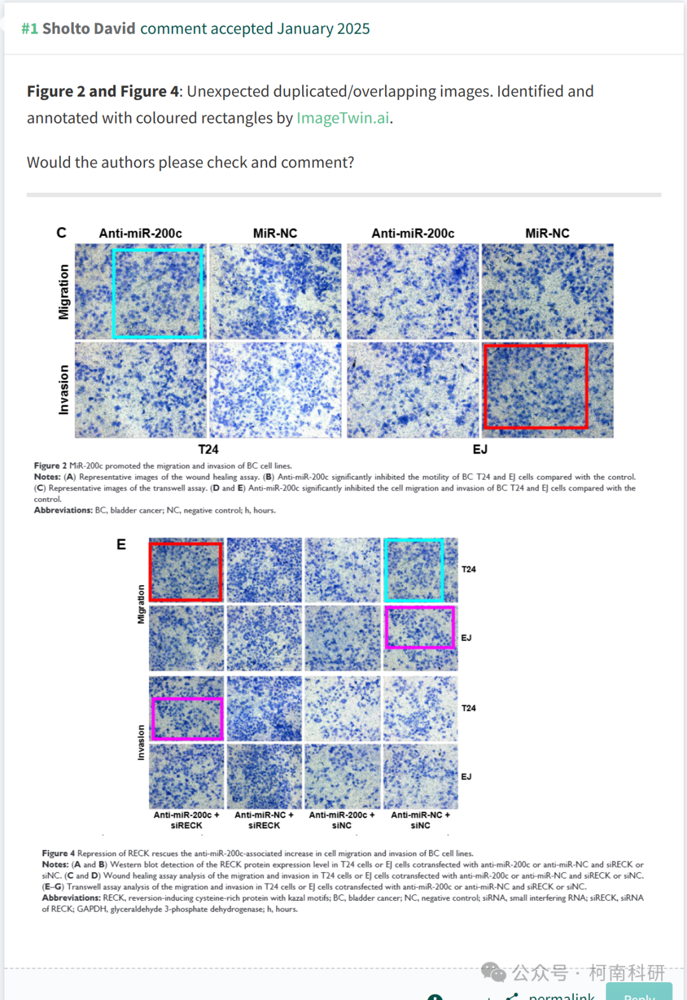 #1 Sholto David comment accepted January 2025
Figure 2 and Figure 4: Unexpected duplicated/overlapping images. Identified and
annotated with coloured rectangles by ImageTwin.ai.
Would the authors please check and comment?
C
Anti-miR-200c MiR-NC Anti-miR-200c MiR-NC
Migration
Invasion
T24 EJ
Figure 2 MiR-200c promoted the migration and invasion of BC cell lines.
Notes: (A) Representative images of the wound healing assay. (B) Anti-miR-200c significantly inhibited the motility of BC T24 and EJ cells compared with the control.
(C) Representative images of the transwell assay. (D and E) Anti-miR-200c significantly inhibited the cell migration and invasion of BC T24 and EJ cells compared with the
control.
Abbreviations: BC, bladder cancer; NC, negative control; h, hours.
E
Migration
T24
EJ
Invasion
T24
EJ
Anti-miR-200c + Anti-miR-NC + Anti-miR-200c + Anti-miR-NC +
siRECK siRECK siNC siNC
Figure 4 Repression of RECK rescues the anti-miR-200c-associated increase in cell migration and invasion of BC cell lines.
Notes: (A and B) Western blot detection of the RECK protein expression level in T24 cells or EJ cells cotransfected with anti-miR-200c or anti-miR-NC and siRECK or
siNC. (C and D) Wound healing assay analysis of the migration and invasion in T24 cells or EJ cells cotransfected with anti-miR-200c or anti-miR-NC and siRECK or siNC.
(E–G) Transwell assay analysis of the migration and invasion in T24 cells or EJ cells cotransfected with anti-miR-200c or anti-miR-NC and siRECK or siNC.
Abbreviations: RECK, reversion-inducing cysteine-rich protein with kazal motifs; BC, bladder cancer; NC, negative control; siRNA, small interfering RNA; siRECK, siRNA
of RECK; GAPDH, glyceraldehyde 3-phosphate dehydrogenase; h, hours.
公众号 · 柯南科研
permalink
Reply